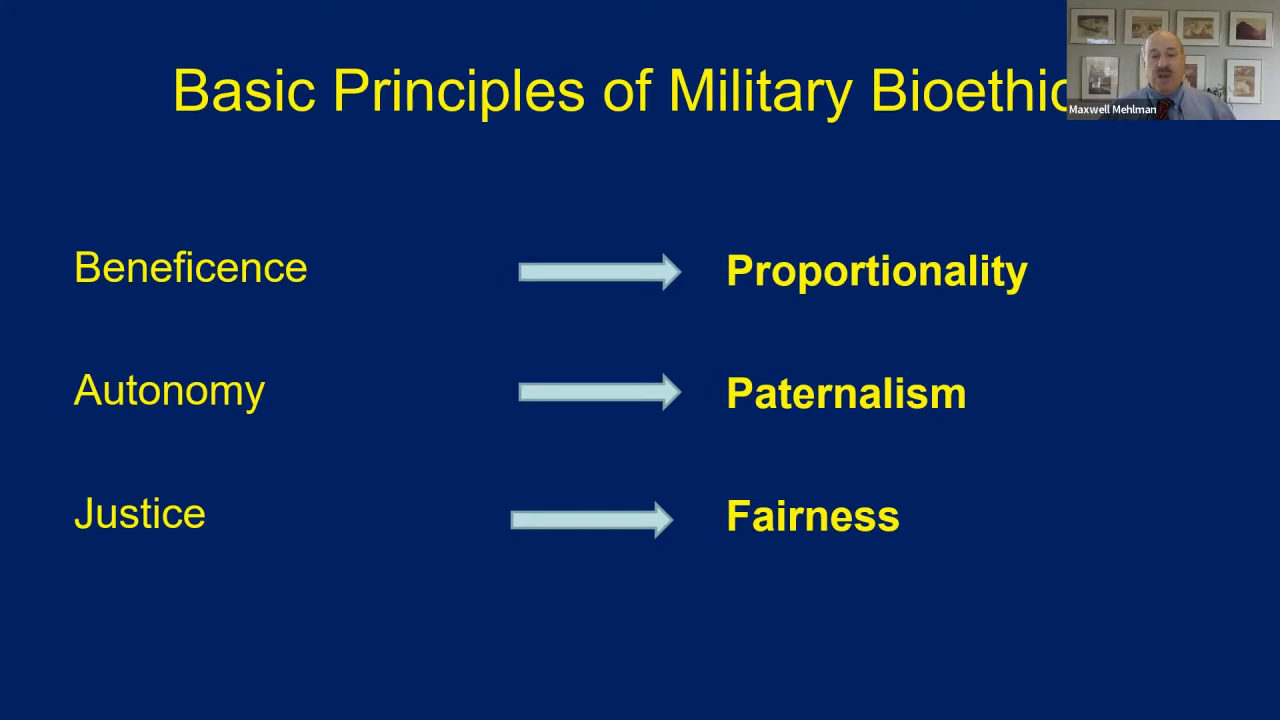 Basic Principles of Military Bioethic
Maxwell Mehlman
Beneficence
Proportionality
Autonomy
Paternalism
Justice
Fairness